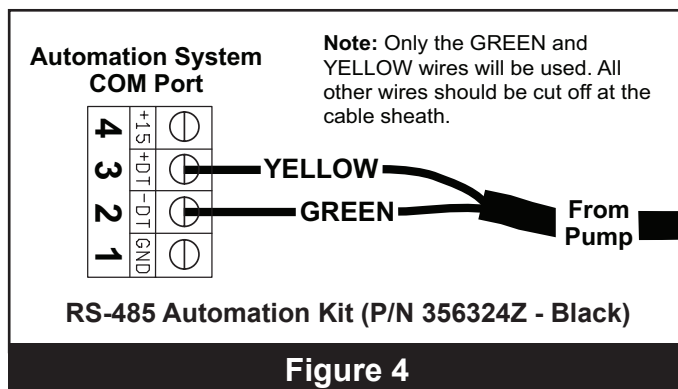 Automation System
COM Port
Note: Only the GREEN and
YELLOW wires will be used. All
other wires should be cut off at the
cable sheath.
4 +15
3 +DT
YELLOW
2 -DT
GREEN
1 GND
From
Pump
RS-485 Automation Kit (P/N 356324Z - Black)
Figure 4